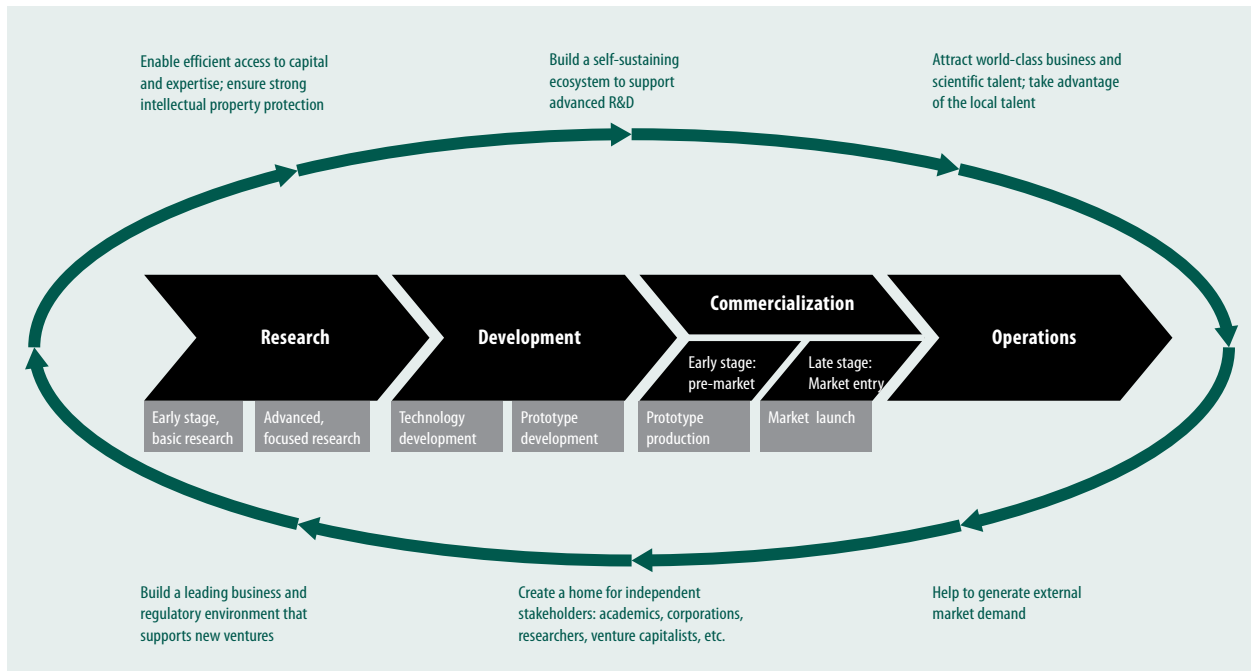 Enable efficient access to capital
and expertise; ensure strong
intellectual property protection
Build a self-sustaining
ecosystem to support
advanced R&D
Attract world-class business and
scientific talent; take advantage
of the local talent
Research
Development
Commercialization
Early stage:
pre-market
Late stage:
Market entry
Operations
Early stage,
basic research
Advanced,
focused research
Technology
development
Prototype
development
Prototype
production
Market launch
Build a leading business and
regulatory environment that
supports new ventures
Create a home for independent
stakeholders: academics, corporations,
researchers, venture capitalists, etc.
Help to generate external
market demand